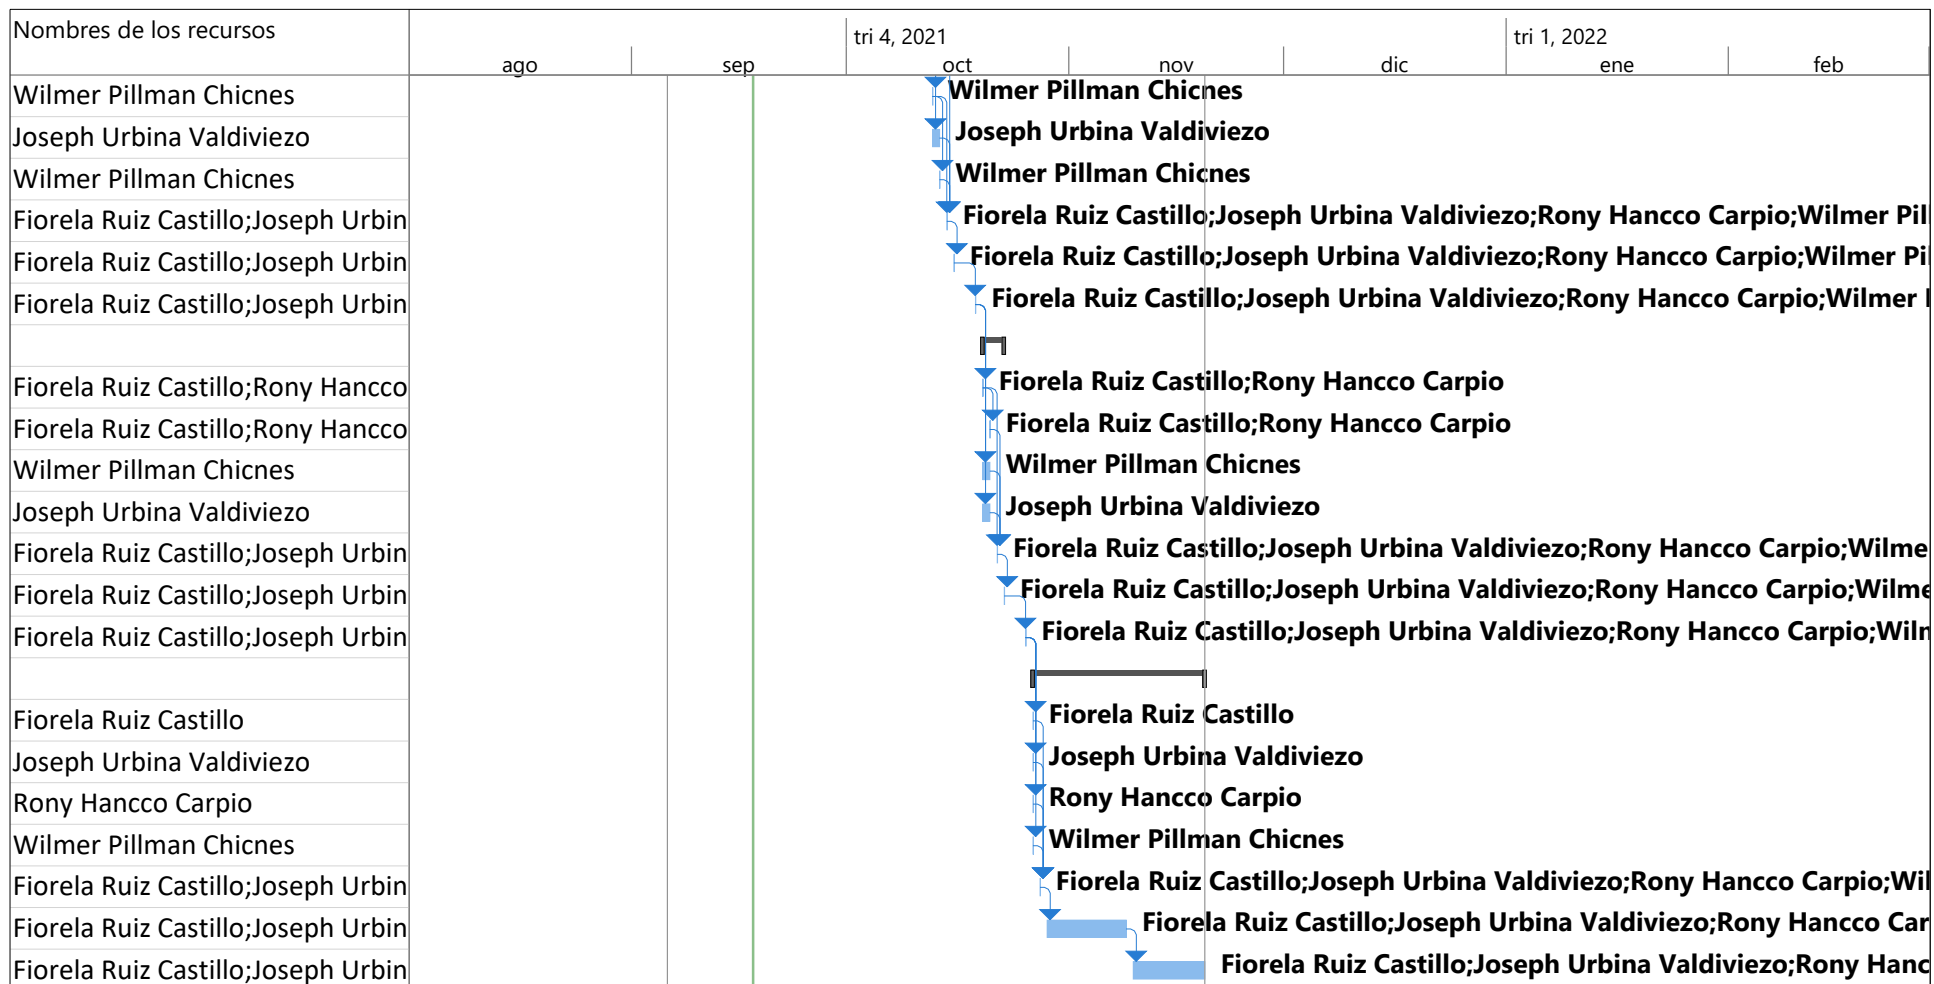 Nombres de los recursos
tri 4, 2021 tri 1, 2022
ago sep oct nov dic ene feb
Wilmer Pillman Chicnes Wilmer Pillman Chicnes
Joseph Urbina Valdiviezo Joseph Urbina Valdiviezo
Wilmer Pillman Chicnes Wilmer Pillman Chicnes
Fiorela Ruiz Castillo;Joseph Urbin Fiorela Ruiz Castillo;Joseph Urbina Valdiviezo;Rony Hancco Carpio;Wilmer Pil
Fiorela Ruiz Castillo;Joseph Urbin Fiorela Ruiz Castillo;Joseph Urbina Valdiviezo;Rony Hancco Carpio;Wilmer Pi
Fiorela Ruiz Castillo;Joseph Urbin Fiorela Ruiz Castillo;Joseph Urbina Valdiviezo;Rony Hancco Carpio;Wilmer
Fiorela Ruiz Castillo;Rony Hancco Fiorela Ruiz Castillo;Rony Hancco Carpio
Fiorela Ruiz Castillo;Rony Hancco Fiorela Ruiz Castillo;Rony Hancco Carpio
Wilmer Pillman Chicnes Wilmer Pillman Chicnes
Joseph Urbina Valdiviezo Joseph Urbina Valdiviezo
Fiorela Ruiz Castillo;Joseph Urbin Fiorela Ruiz Castillo;Joseph Urbina Valdiviezo;Rony Hancco Carpio;Wilme
Fiorela Ruiz Castillo;Joseph Urbin Fiorela Ruiz Castillo;Joseph Urbina Valdiviezo;Rony Hancco Carpio;Wilme
Fiorela Ruiz Castillo;Joseph Urbin Fiorela Ruiz Castillo;Joseph Urbina Valdiviezo;Rony Hancco Carpio;Wilm
Fiorela Ruiz Castillo Fiorela Ruiz Castillo
Joseph Urbina Valdiviezo Joseph Urbina Valdiviezo
Rony Hancco Carpio Rony Hancco Carpio
Wilmer Pillman Chicnes Wilmer Pillman Chicnes
Fiorela Ruiz Castillo;Joseph Urbin Fiorela Ruiz Castillo;Joseph Urbina Valdiviezo;Rony Hancco Carpio;Wil
Fiorela Ruiz Castillo;Joseph Urbin Fiorela Ruiz Castillo;Joseph Urbina Valdiviezo;Rony Hancco Car
Fiorela Ruiz Castillo;Joseph Urbin Fiorela Ruiz Castillo;Joseph Urbina Valdiviezo;Rony Hanc